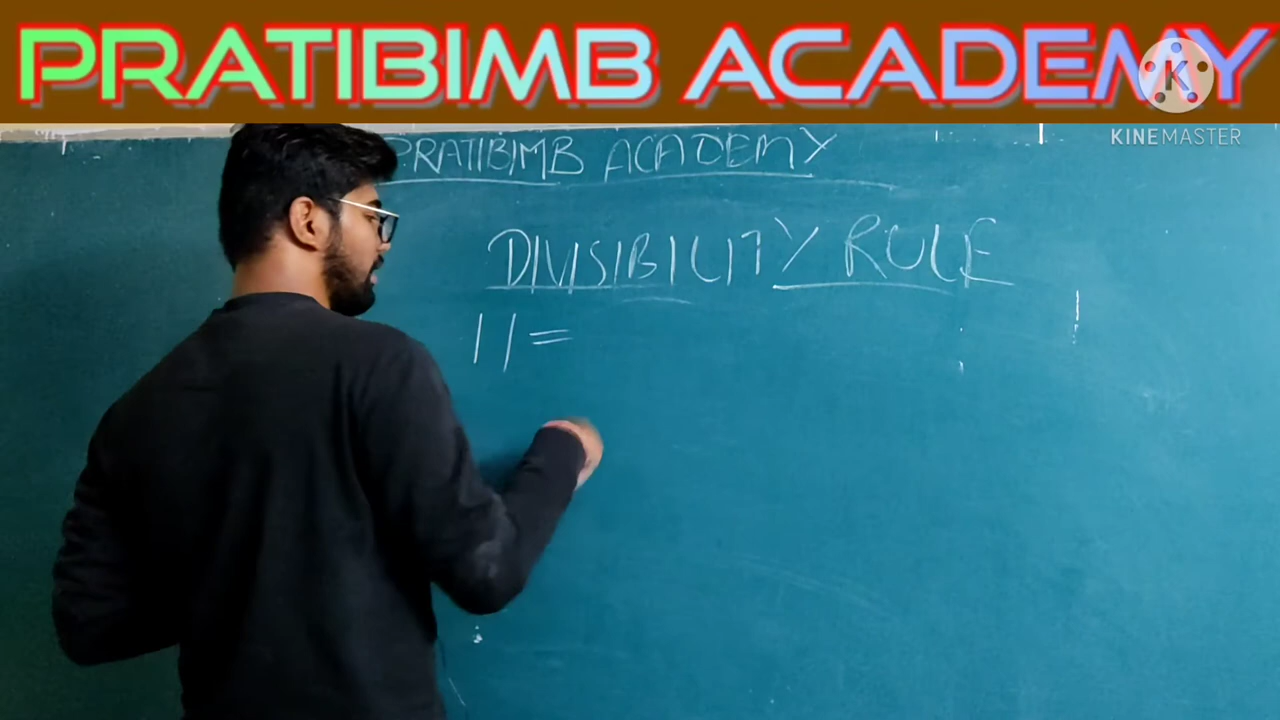 PRATIBIMB ACADEMY
KINEMASTER
PRATIBIMB ACADEMY
DIVISIBILITY RULE
11 =